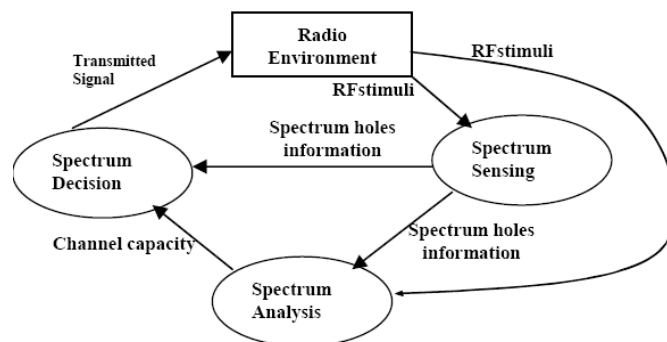 Radio
Environment
Transmitted
Signal
RFstimuli
RFstimuli
Spectrum holes
information
Spectrum
Decision
Spectrum
Sensing
Channel capacity
Spectrum holes
information
Spectrum
Analysis